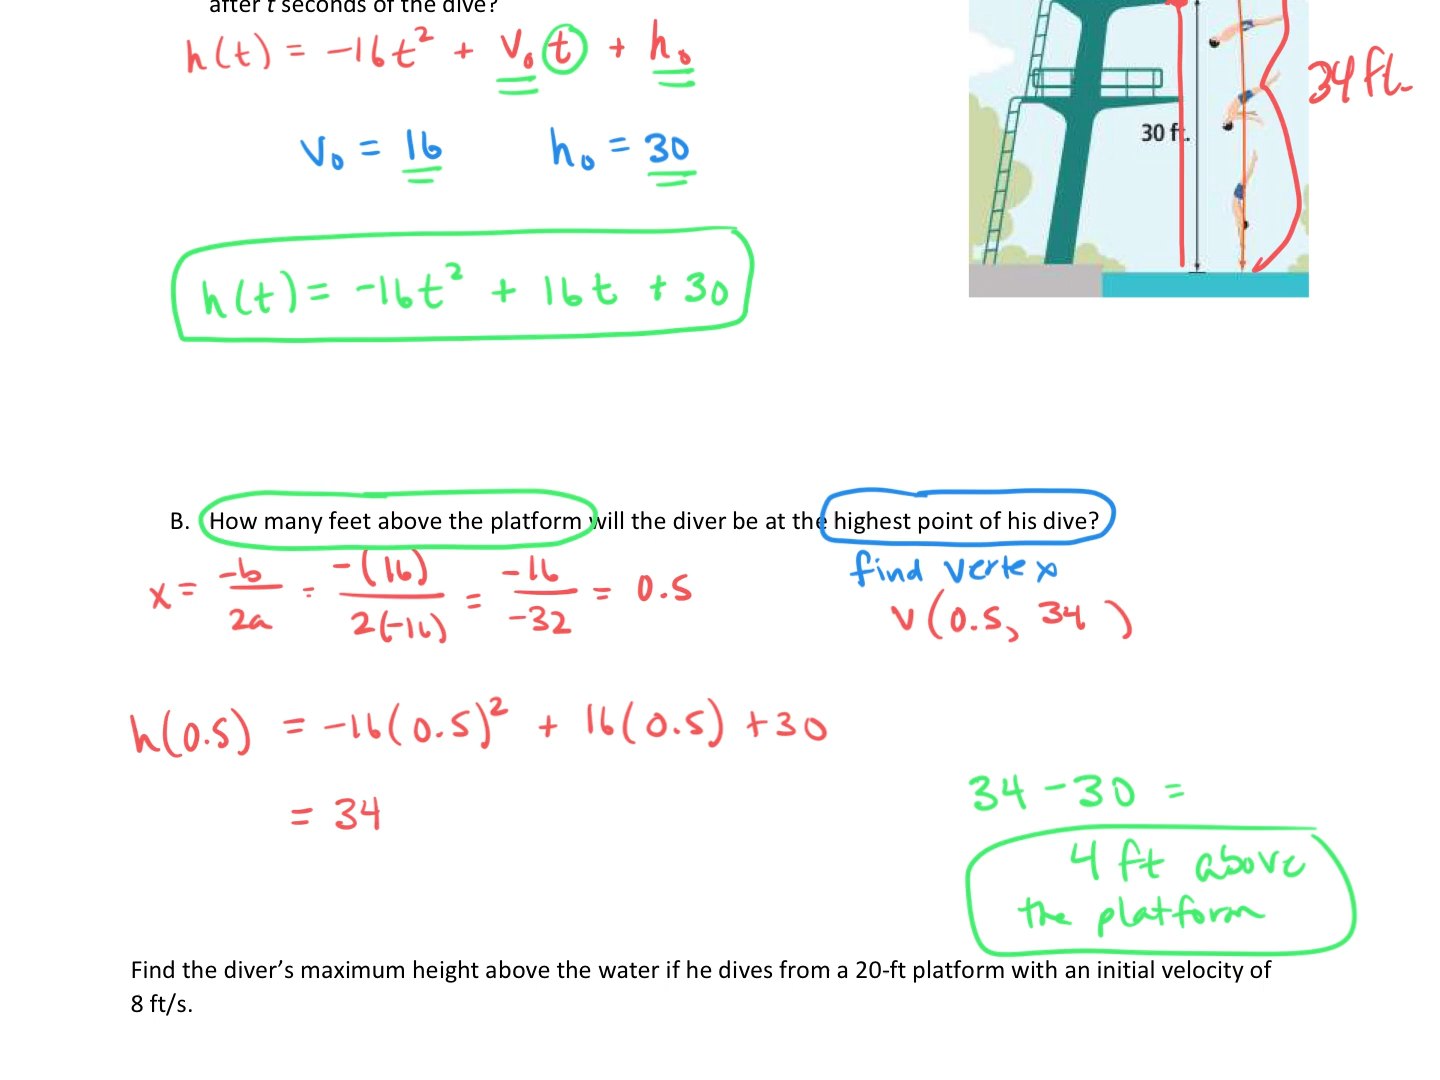 after t seconds of the dive?
h(t) = -16t² + v₀t + h₀
34 ft.
30 ft.
v₀ = 16 h₀ = 30
h(t) = -16t² + 16t + 30
B. How many feet above the platform will the diver be at the highest point of his dive?
x = -b/2a = -(16)/2(-16) = -16/-32 = 0.5
find vertex
v(0.5, 34)
h(0.5) = -16(0.5)² + 16(0.5) + 30
= 34
34 - 30 =
4 ft above
the platform
Find the diver's maximum height above the water if he dives from a 20-ft platform with an initial velocity of
8 ft/s.